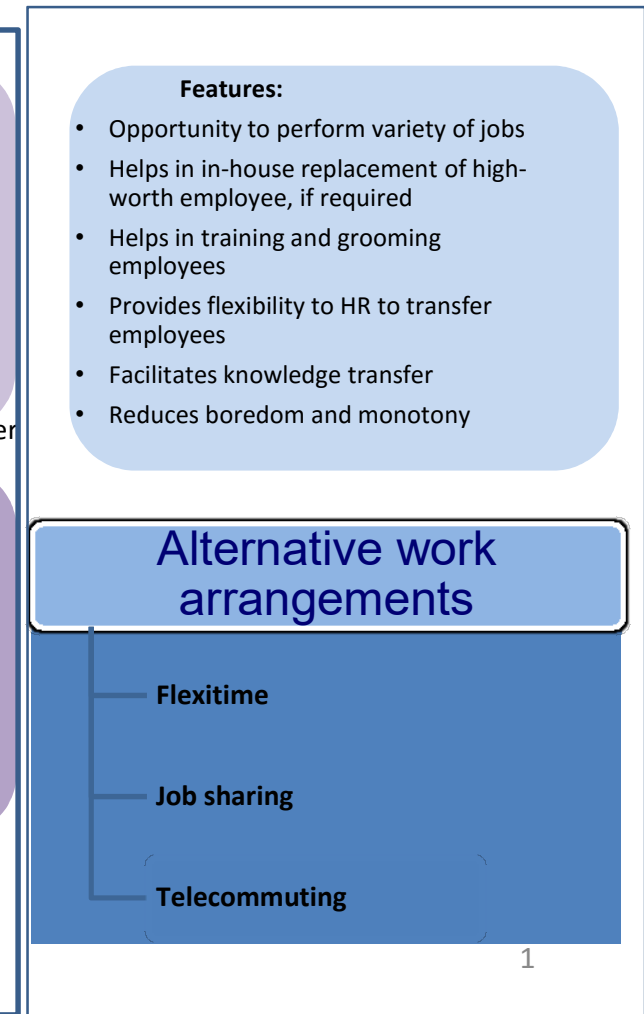 Features:
• Opportunity to perform variety of jobs
• Helps in in-house replacement of high-
worth employee, if required
• Helps in training and grooming
employees
• Provides flexibility to HR to transfer
employees
• Facilitates knowledge transfer
• Reduces boredom and monotony
er
Alternative work
arrangements
Flexitime
Job sharing
Telecommuting
1